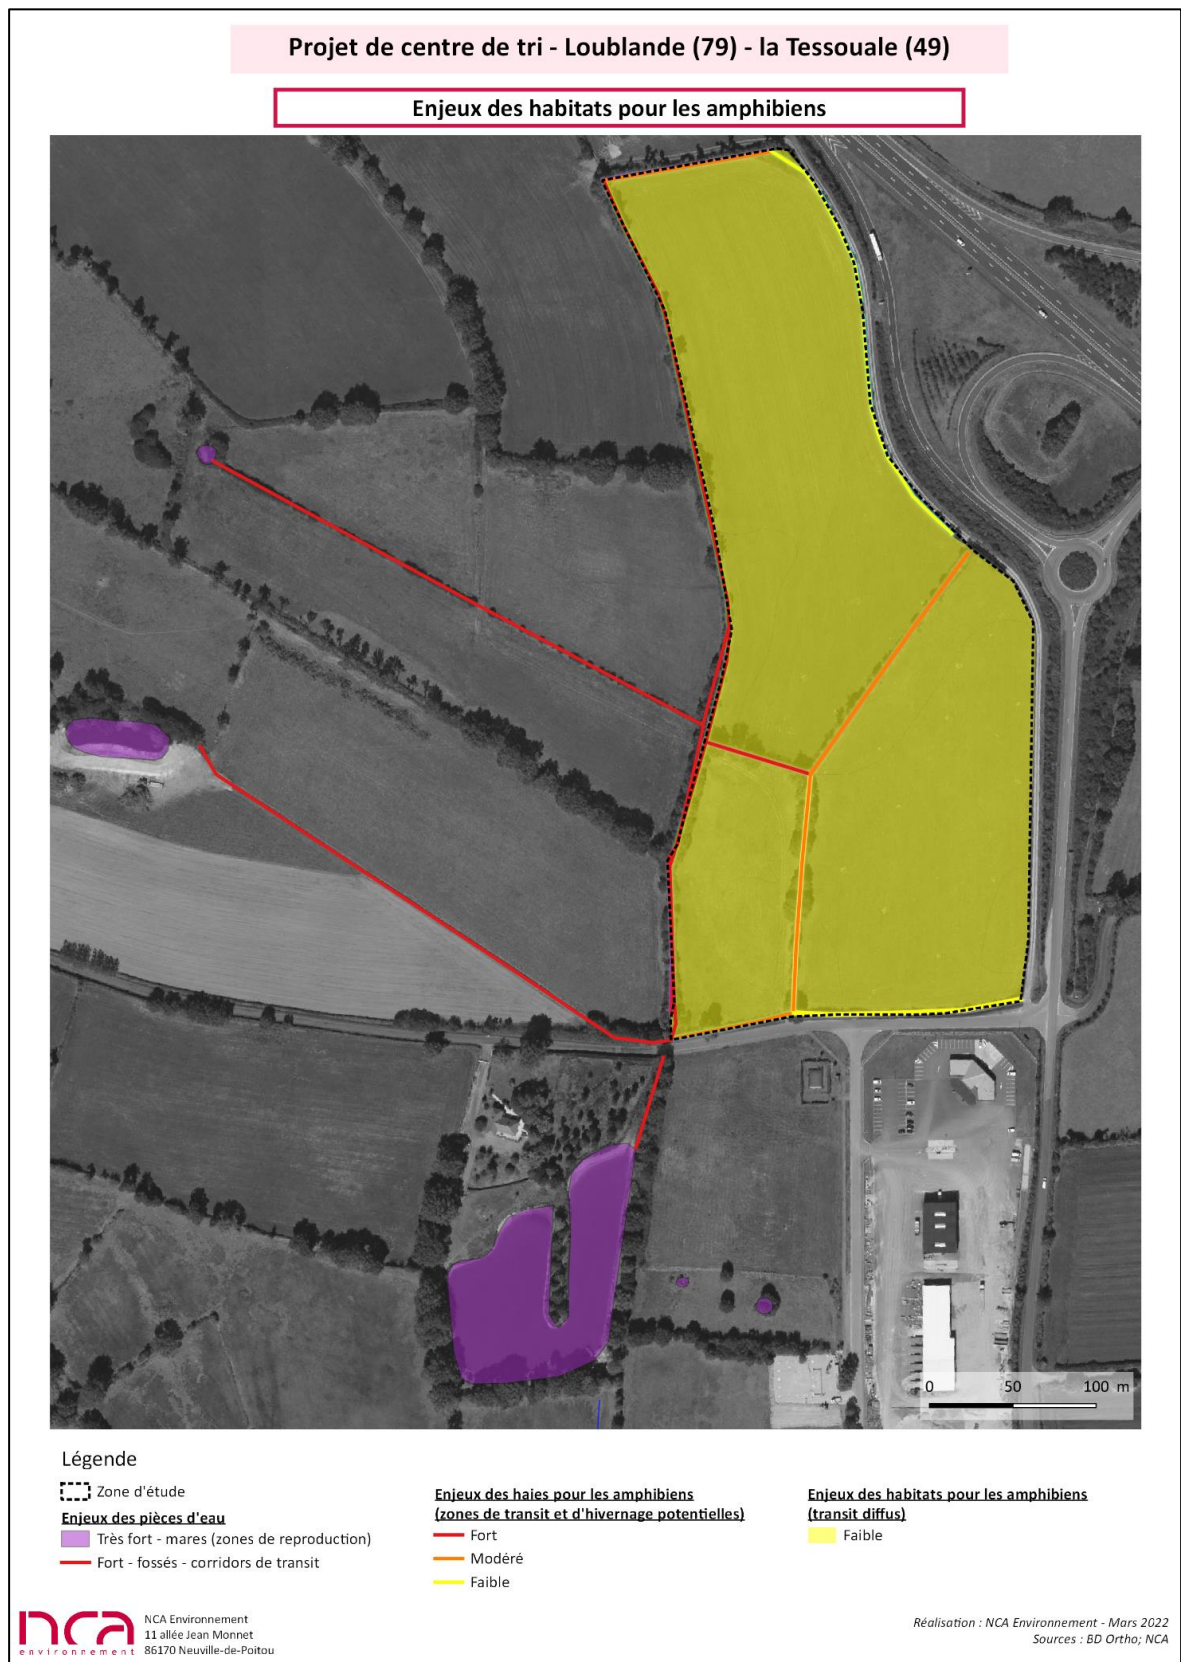 Projet de centre de tri - Loublande (79) - la Tessouale (49)
Enjeux des habitats pour les amphibiens
0 50 100 m
Légende
Zone d'étude
Enjeux des pièces d'eau
Très fort - mares (zones de reproduction)
Fort - fossés - corridors de transit
Enjeux des haies pour les amphibiens
(zones de transit et d'hivernage potentielles)
Fort
Modéré
Faible
Enjeux des habitats pour les amphibiens
(transit diffus)
Faible
nca
environnement
NCA Environnement
11 allée Jean Monnet
86170 Neuville-de-Poitou
Réalisation : NCA Environnement - Mars 2022
Sources : BD Ortho; NCA